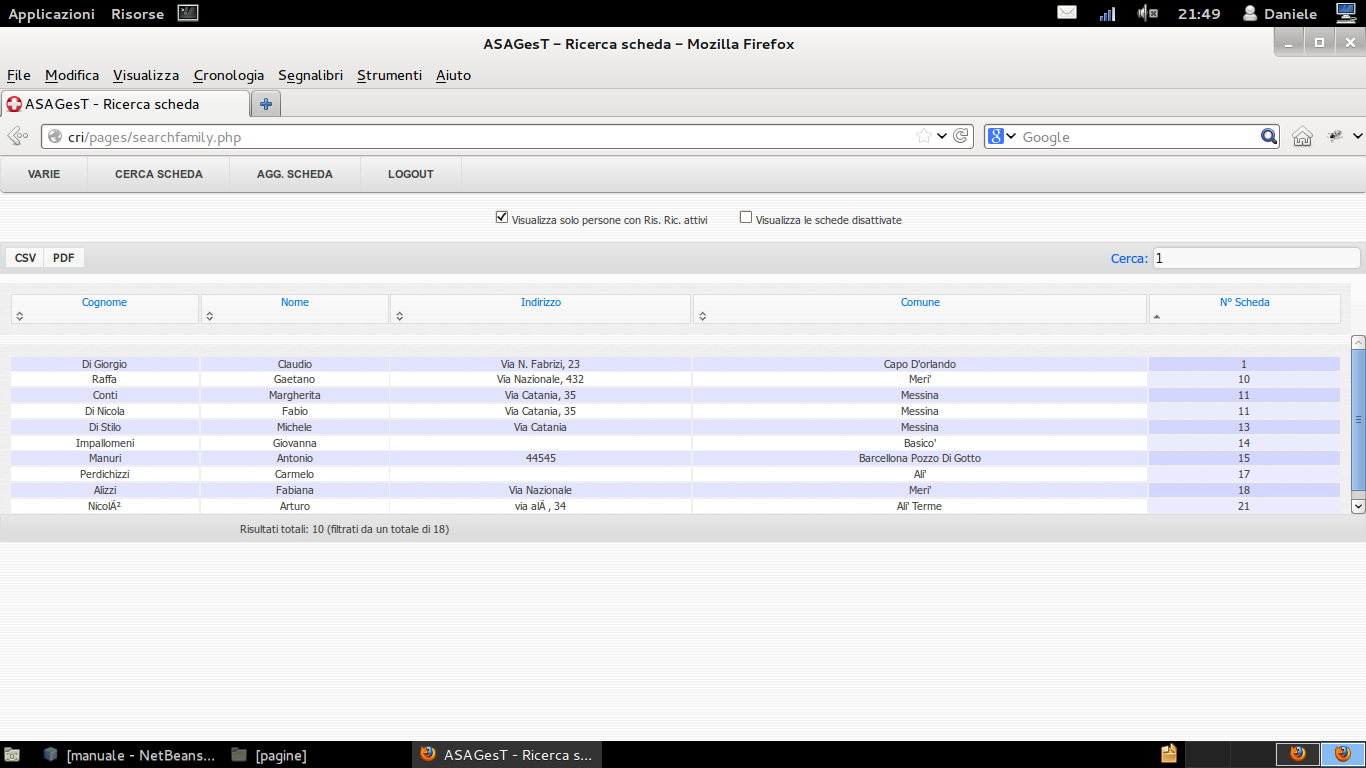 Applicazioni Risorse 21:49 Daniele
ASAGesT - Ricerca scheda - Mozilla Firefox
File Modifica Visualizza Cronologia Segnalibri Strumenti Aiuto
ASAGesT - Ricerca scheda
cri/pages/searchfamily.php Google
VARIE CERCA SCHEDA AGG. SCHEDA LOGOUT
Visualizza solo persone con Ris. Ric. attivi Visualizza le schede disattivate
CSV PDF Cerca: 1
Cognome Nome Indirizzo Comune N° Scheda
Di Giorgio Claudio Via N. Fabrizi, 23 Capo D'orlando 1
Raffa Gaetano Via Nazionale, 432 Meri' 10
Conti Margherita Via Catania, 35 Messina 11
Di Nicola Fabio Via Catania, 35 Messina 11
Di Stilo Michele Via Catania Messina 13
Impallomeni Giovanna Basico' 14
Manuri Antonio 44545 Barcellona Pozzo Di Gotto 15
Perdichizzi Carmelo Ali' 17
Alizzi Fabiana Via Nazionale Meri' 18
NicolÃ² Arturo via alÃ , 34 Ali' Terme 21
Risultati totali: 10 (filtrati da un totale di 18)
[manuale - NetBeans... [pagine] ASAGesT - Ricerca s...